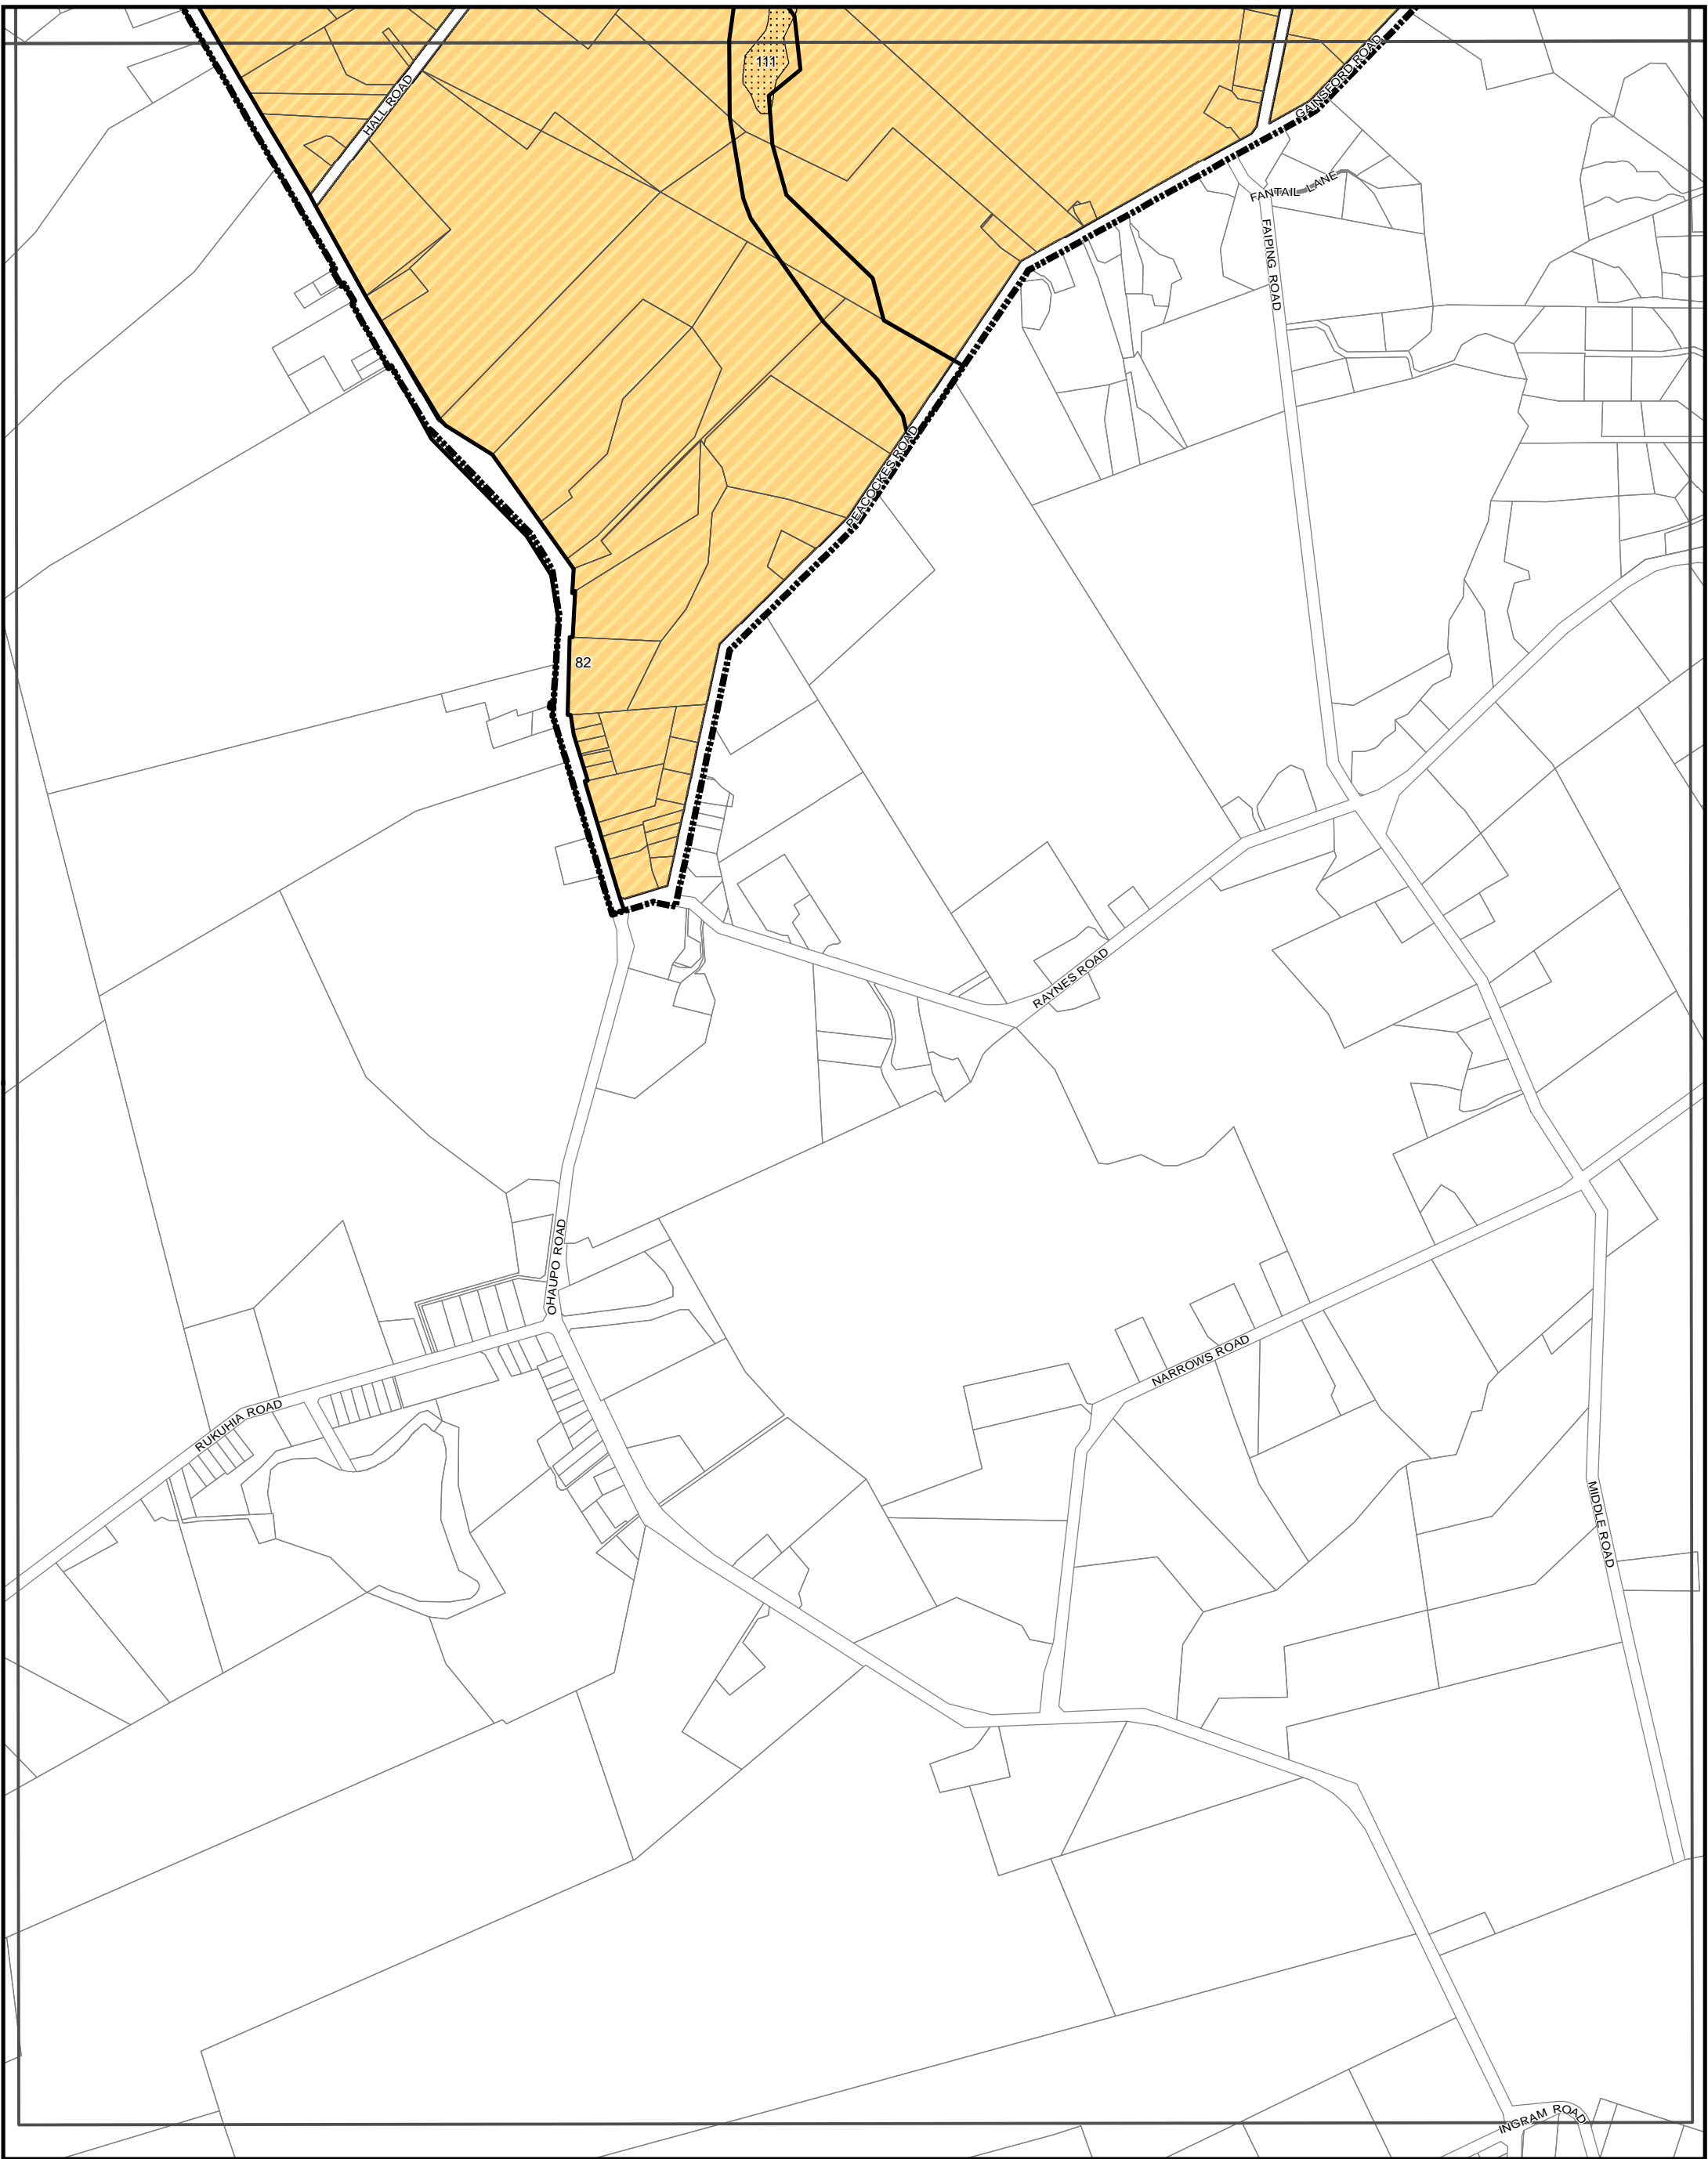 111
GAINSFORD ROAD
HALL ROAD
FANTAIL LANE
FAIPING ROAD
PEACOCKES ROAD
82
RAYNES ROAD
OHAUPO ROAD
NARROWS ROAD
RUKUHIA ROAD
MIDDLE ROAD
INGRAM ROAD